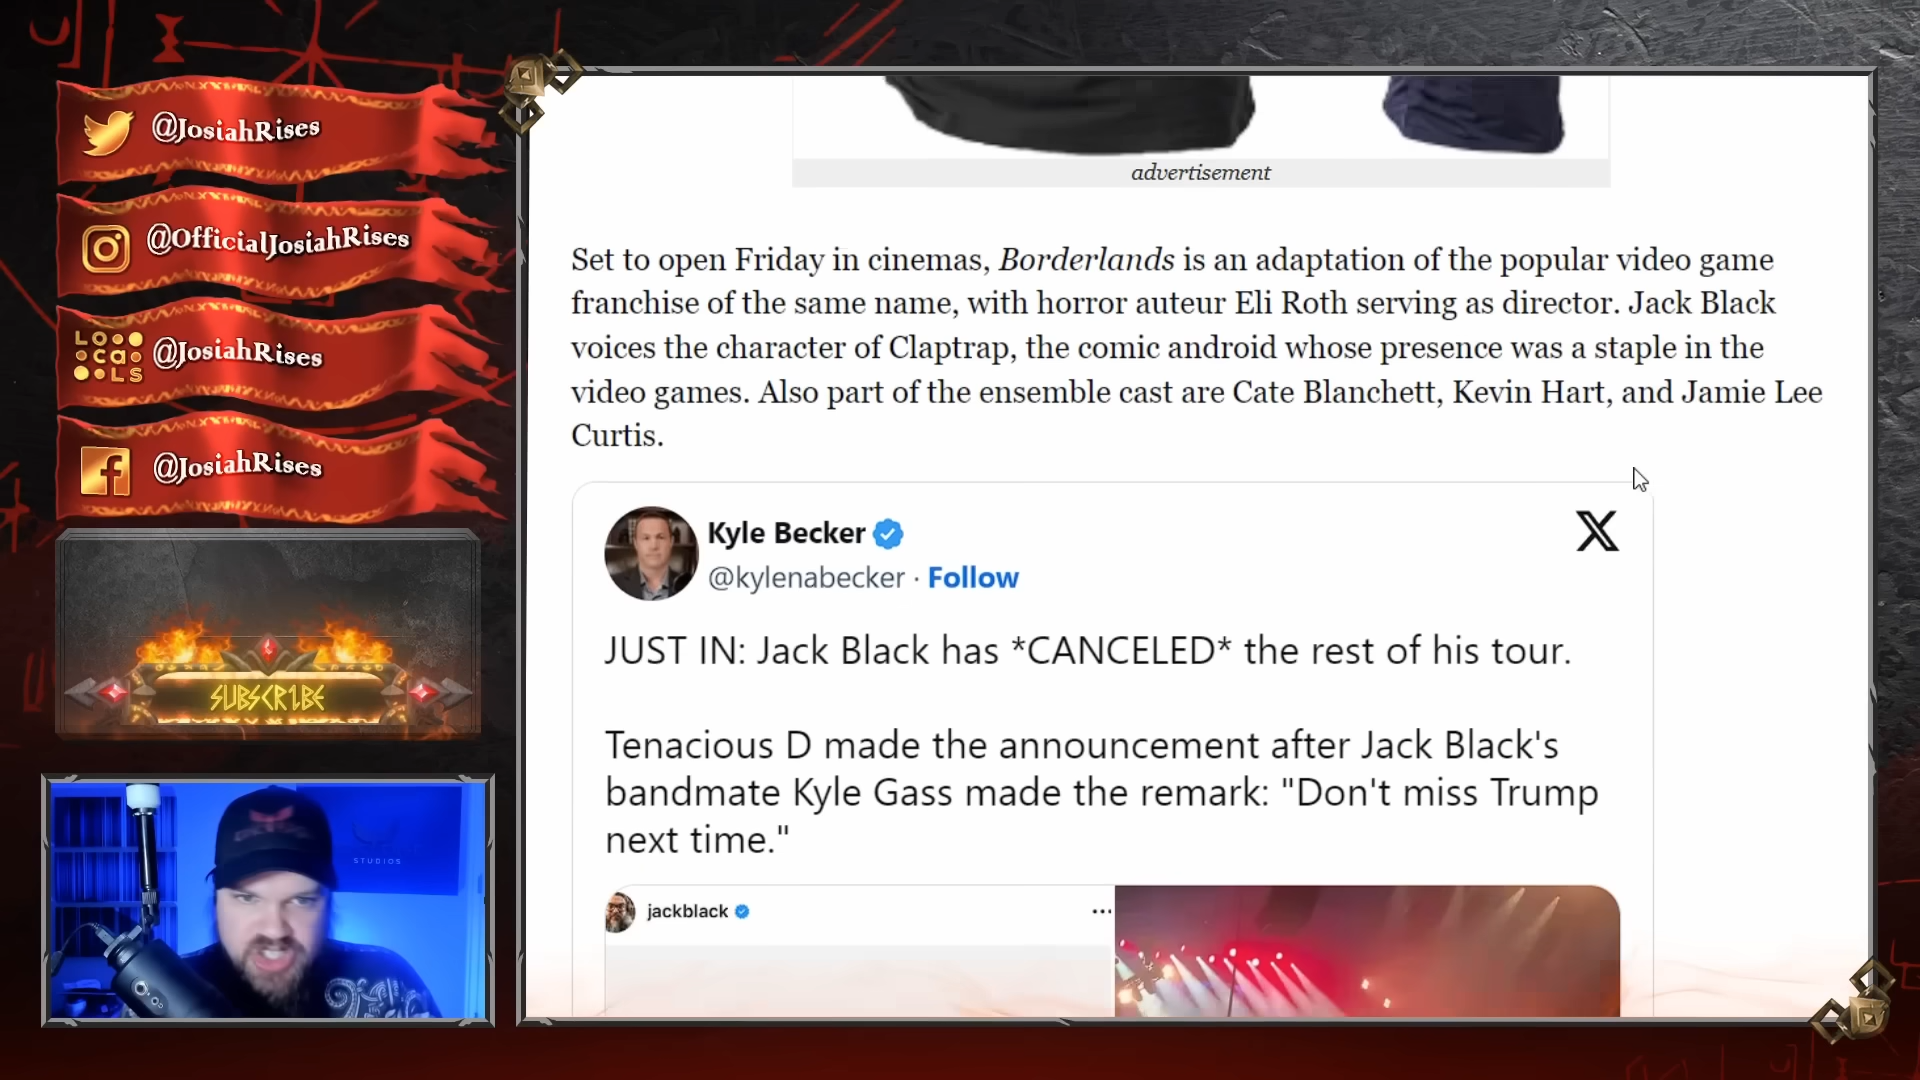 @JosiahRises
@OfficialJosiahRises
LOcaLS
@JosiahRises
@JosiahRises
SUBSCR1BE
STUDIOS
advertisement
Set to open Friday in cinemas, Borderlands is an adaptation of the popular video game
franchise of the same name, with horror auteur Eli Roth serving as director. Jack Black
voices the character of Claptrap, the comic android whose presence was a staple in the
video games. Also part of the ensemble cast are Cate Blanchett, Kevin Hart, and Jamie Lee
Curtis.
Kyle Becker
@kylenabecker · Follow
JUST IN: Jack Black has *CANCELED* the rest of his tour.
Tenacious D made the announcement after Jack Black's
bandmate Kyle Gass made the remark: "Don't miss Trump
next time."
jackblack